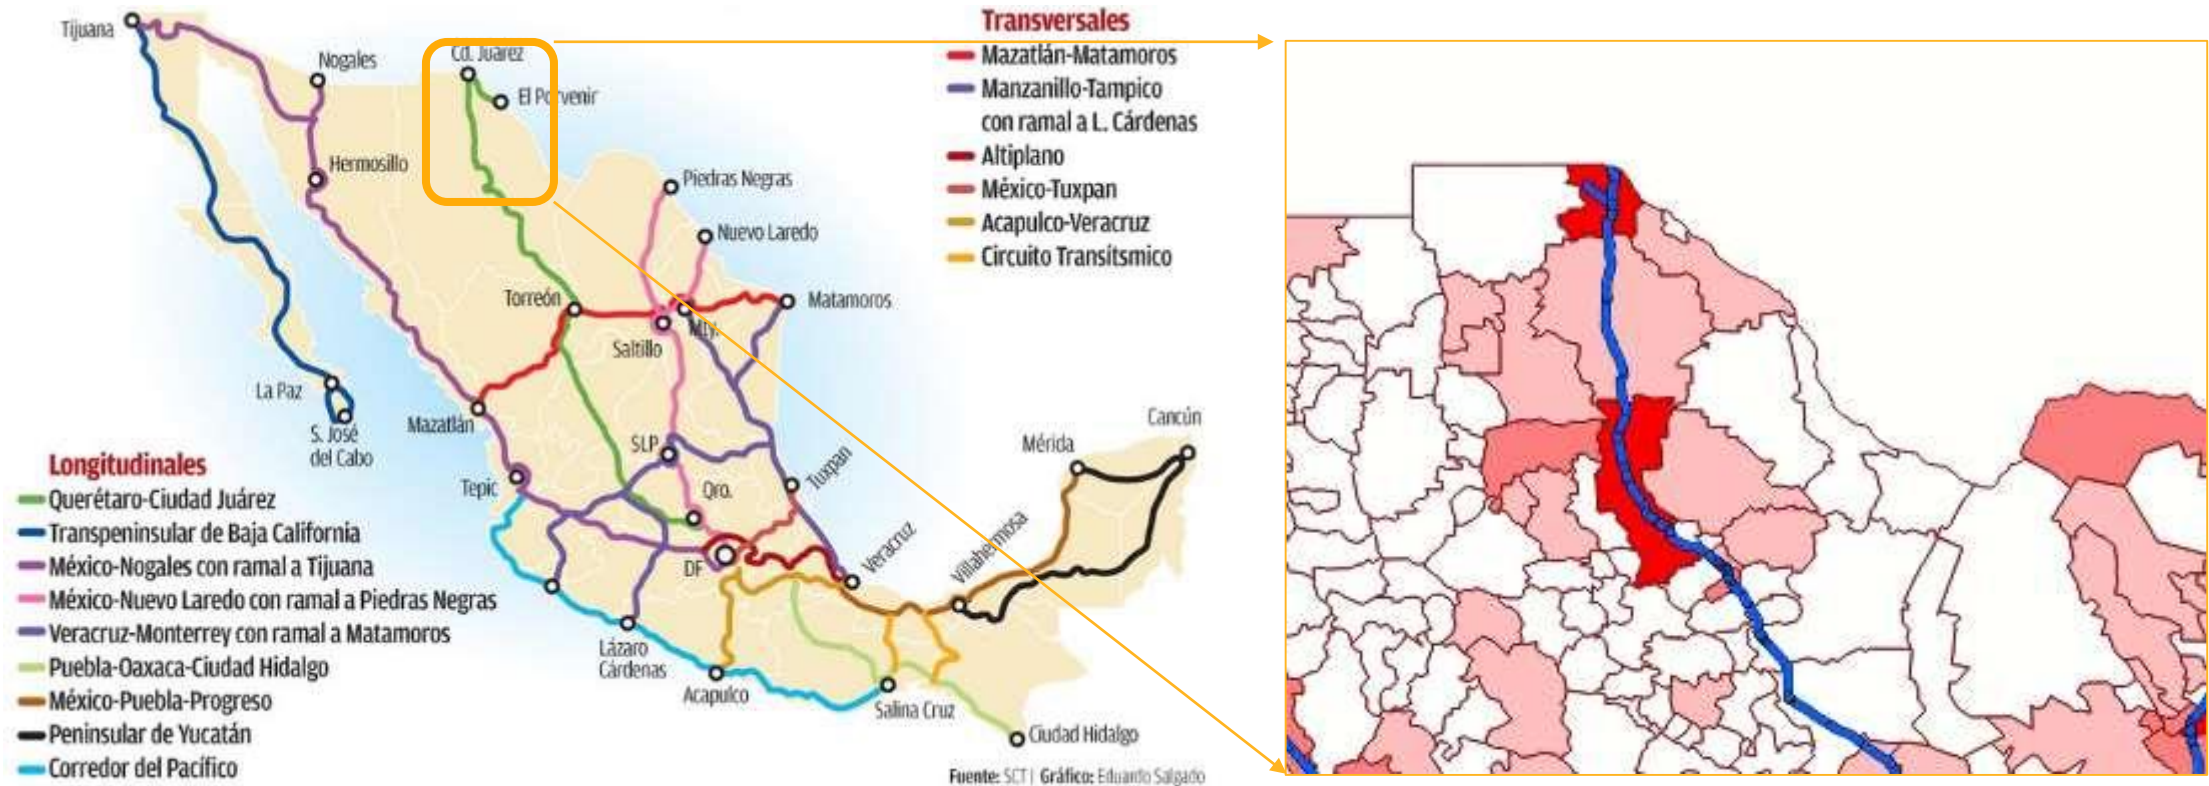 Tijuana
Nogales
Cd. Juárez
El Porvenir
Hermosillo
Piedras Negras
Nuevo Laredo
Torreón
Matamoros
Mty.
Saltillo
La Paz
S. José
del Cabo
Mazatlán
Tepic
SLP
Qro.
Tuxpan
DF
Veracruz
Villahermosa
Mérida
Cancún
Lázaro
Cárdenas
Acapulco
Salina Cruz
Ciudad Hidalgo
Transversales
Mazatlán-Matamoros
Manzanillo-Tampico
con ramal a L. Cárdenas
Altiplano
México-Tuxpan
Acapulco-Veracruz
Circuito Transítsmico
Longitudinales
Querétaro-Ciudad Juárez
Transpeninsular de Baja California
México-Nogales con ramal a Tijuana
México-Nuevo Laredo con ramal a Piedras Negras
Veracruz-Monterrey con ramal a Matamoros
Puebla-Oaxaca-Ciudad Hidalgo
México-Puebla-Progreso
Peninsular de Yucatán
Corredor del Pacífico
Fuente: SCT | Gráfico: Eduardo Salgado